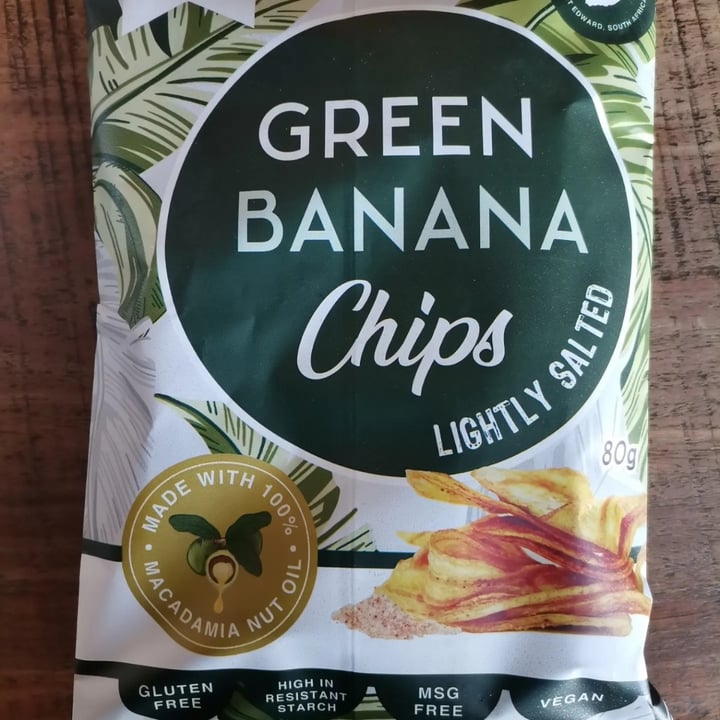 EDWARD, SOUTH AFRICA
GREEN
BANANA
Chips
LIGHTLY SALTED
80g
MADE WITH 100%
MACADAMIA NUT OIL
GLUTEN
FREE
HIGH IN
RESISTANT
STARCH
MSG
FREE
VEGAN